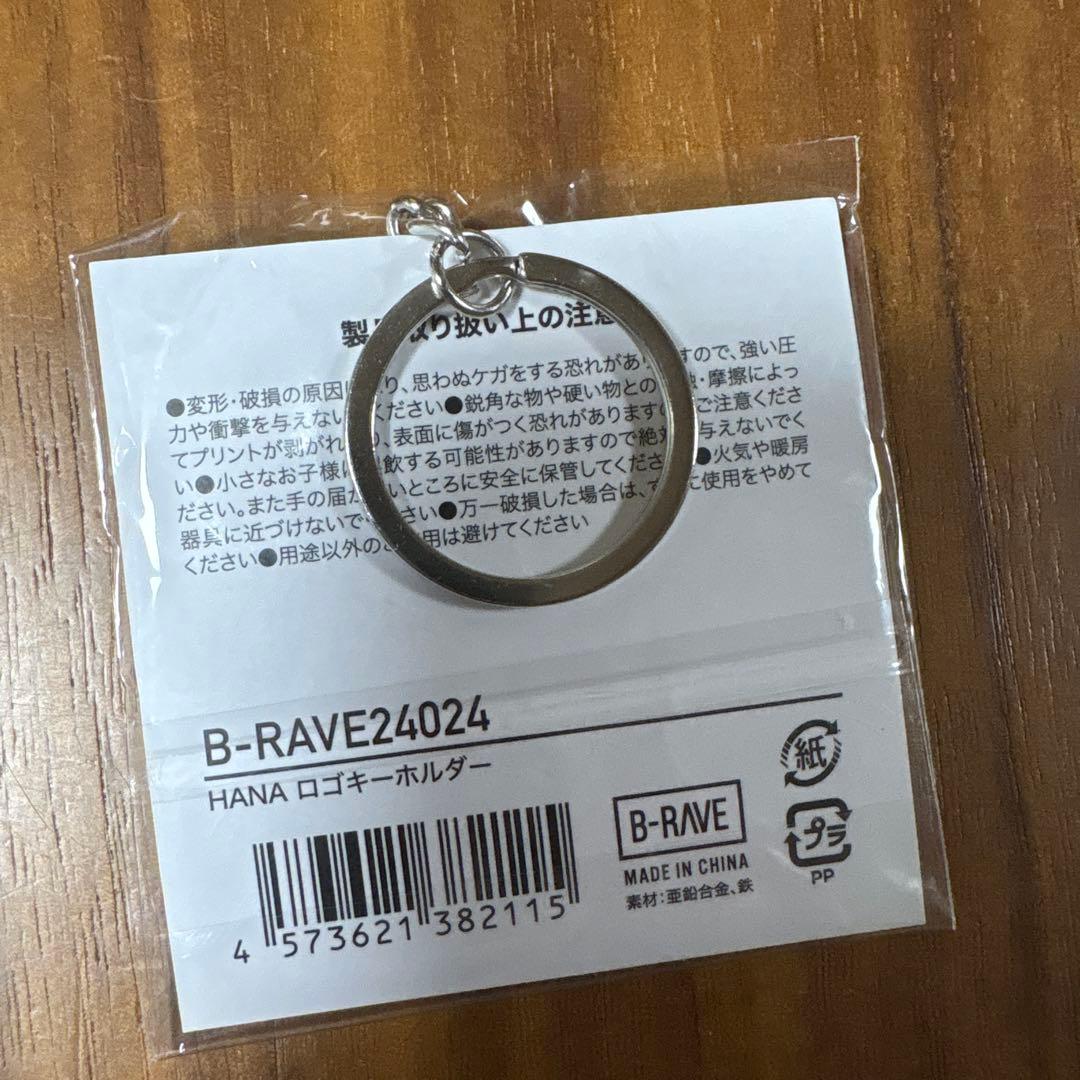 製 取り扱い上の注意
●変形・破損の原因 り、思わぬケガをする恐れがあり すので、強い圧
力や衝撃を与えない ください●鋭角な物や硬い物との 触・摩擦によっ
てプリントが剥がれ 、表面に傷がつく恐れがあります ご注意くださ
い●小さなお子様 飲する可能性がありますので絶対 与えないでく
ださい。また手の届か いところに安全に保管してくださ ●火気や暖房
器具に近づけないで さい●万一破損した場合は、 に使用をやめて
ください●用途以外のご 用は避けてください
B-RAVE24024
HANA ロゴキーホルダー
4 573621 382115
B-RAVE
MADE IN CHINA
素材:亜鉛合金、鉄
紙
プラ
PP